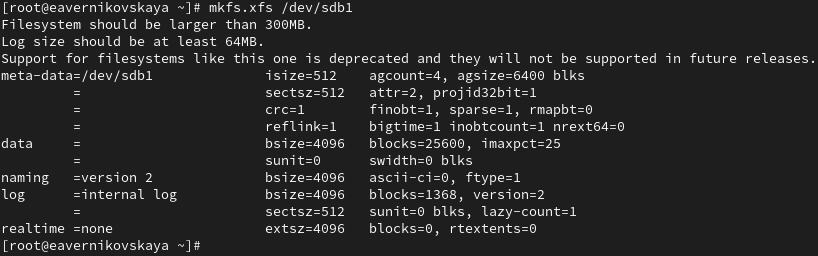 [root@eavernikovskaya ~]# mkfs.xfs /dev/sdb1
Filesystem should be larger than 300MB.
Log size should be at least 64MB.
Support for filesystems like this one is deprecated and they will not be supported in future releases.
meta-data=/dev/sdb1              isize=512    agcount=4, agsize=6400 blks
         =                       sectsz=512   attr=2, projid32bit=1
         =                       crc=1        finobt=1, sparse=1, rmapbt=0
         =                       reflink=1    bigtime=1 inobtcount=1 nrext64=0
data     =                       bsize=4096   blocks=25600, imaxpct=25
         =                       sunit=0      swidth=0 blks
naming   =version 2              bsize=4096   ascii-ci=0, ftype=1
log      =internal log           bsize=4096   blocks=1368, version=2
         =                       sectsz=512   sunit=0 blks, lazy-count=1
realtime =none                   extsz=4096   blocks=0, rtextents=0
[root@eavernikovskaya ~]#